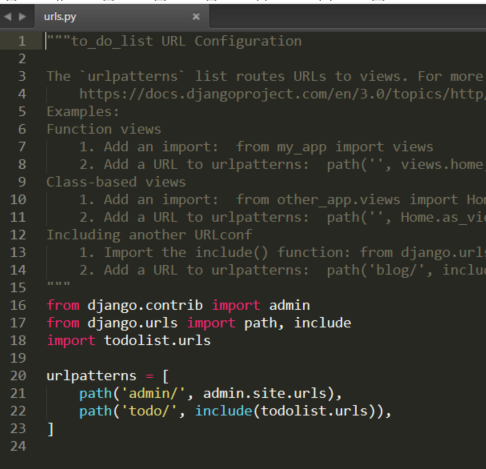 urls.py ×
1 """to_do_list URL Configuration
2
3 The `urlpatterns` list routes URLs to views. For more
4     https://docs.djangoproject.com/en/3.0/topics/http/
5 Examples:
6 Function views
7     1. Add an import:  from my_app import views
8     2. Add a URL to urlpatterns:  path('', views.home
9 Class-based views
10     1. Add an import:  from other_app.views import Hom
11     2. Add a URL to urlpatterns:  path('', Home.as_vie
12 Including another URLconf
13     1. Import the include() function: from django.urls
14     2. Add a URL to urlpatterns:  path('blog/', includ
15 """
16 from django.contrib import admin
17 from django.urls import path, include
18 import todolist.urls
19
20 urlpatterns = [
21     path('admin/', admin.site.urls),
22     path('todo/', include(todolist.urls)),
23 ]
24